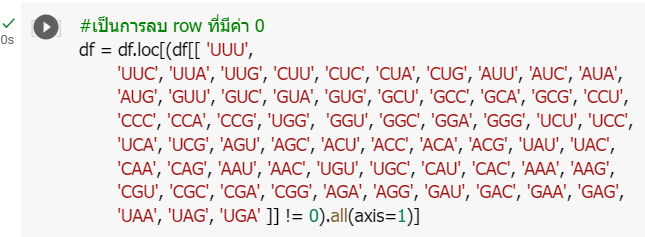 #เป็นการลบ row ที่มีค่า 0
0s
df = df.loc[(df[[ 'UUU',
'UUC', 'UUA', 'UUG', 'CUU', 'CUC', 'CUA', 'CUG', 'AUU', 'AUC', 'AUA',
'AUG', 'GUU', 'GUC', 'GUA', 'GUG', 'GCU', 'GCC', 'GCA', 'GCG', 'CCU',
'CCC', 'CCA', 'CCG', 'UGG',  'GGU', 'GGC', 'GGA', 'GGG', 'UCU', 'UCC',
'UCA', 'UCG', 'AGU', 'AGC', 'ACU', 'ACC', 'ACA', 'ACG', 'UAU', 'UAC',
'CAA', 'CAG', 'AAU', 'AAC', 'UGU', 'UGC', 'CAU', 'CAC', 'AAA', 'AAG',
'CGU', 'CGC', 'CGA', 'CGG', 'AGA', 'AGG', 'GAU', 'GAC', 'GAA', 'GAG',
'UAA', 'UAG', 'UGA' ]] != 0).all(axis=1)]